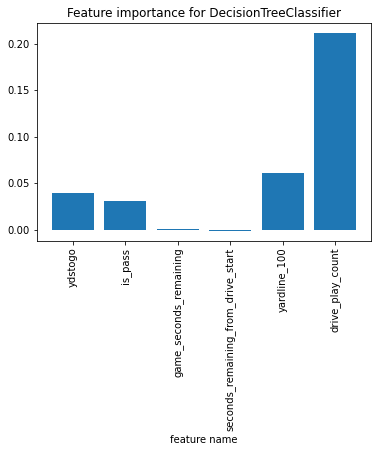 Feature importance for DecisionTreeClassifier
0.20
0.15
0.10
0.05
0.00
ydstogo
is_pass
game_seconds_remaining
seconds_remaining_from_drive_start
yardline_100
drive_play_count
feature name